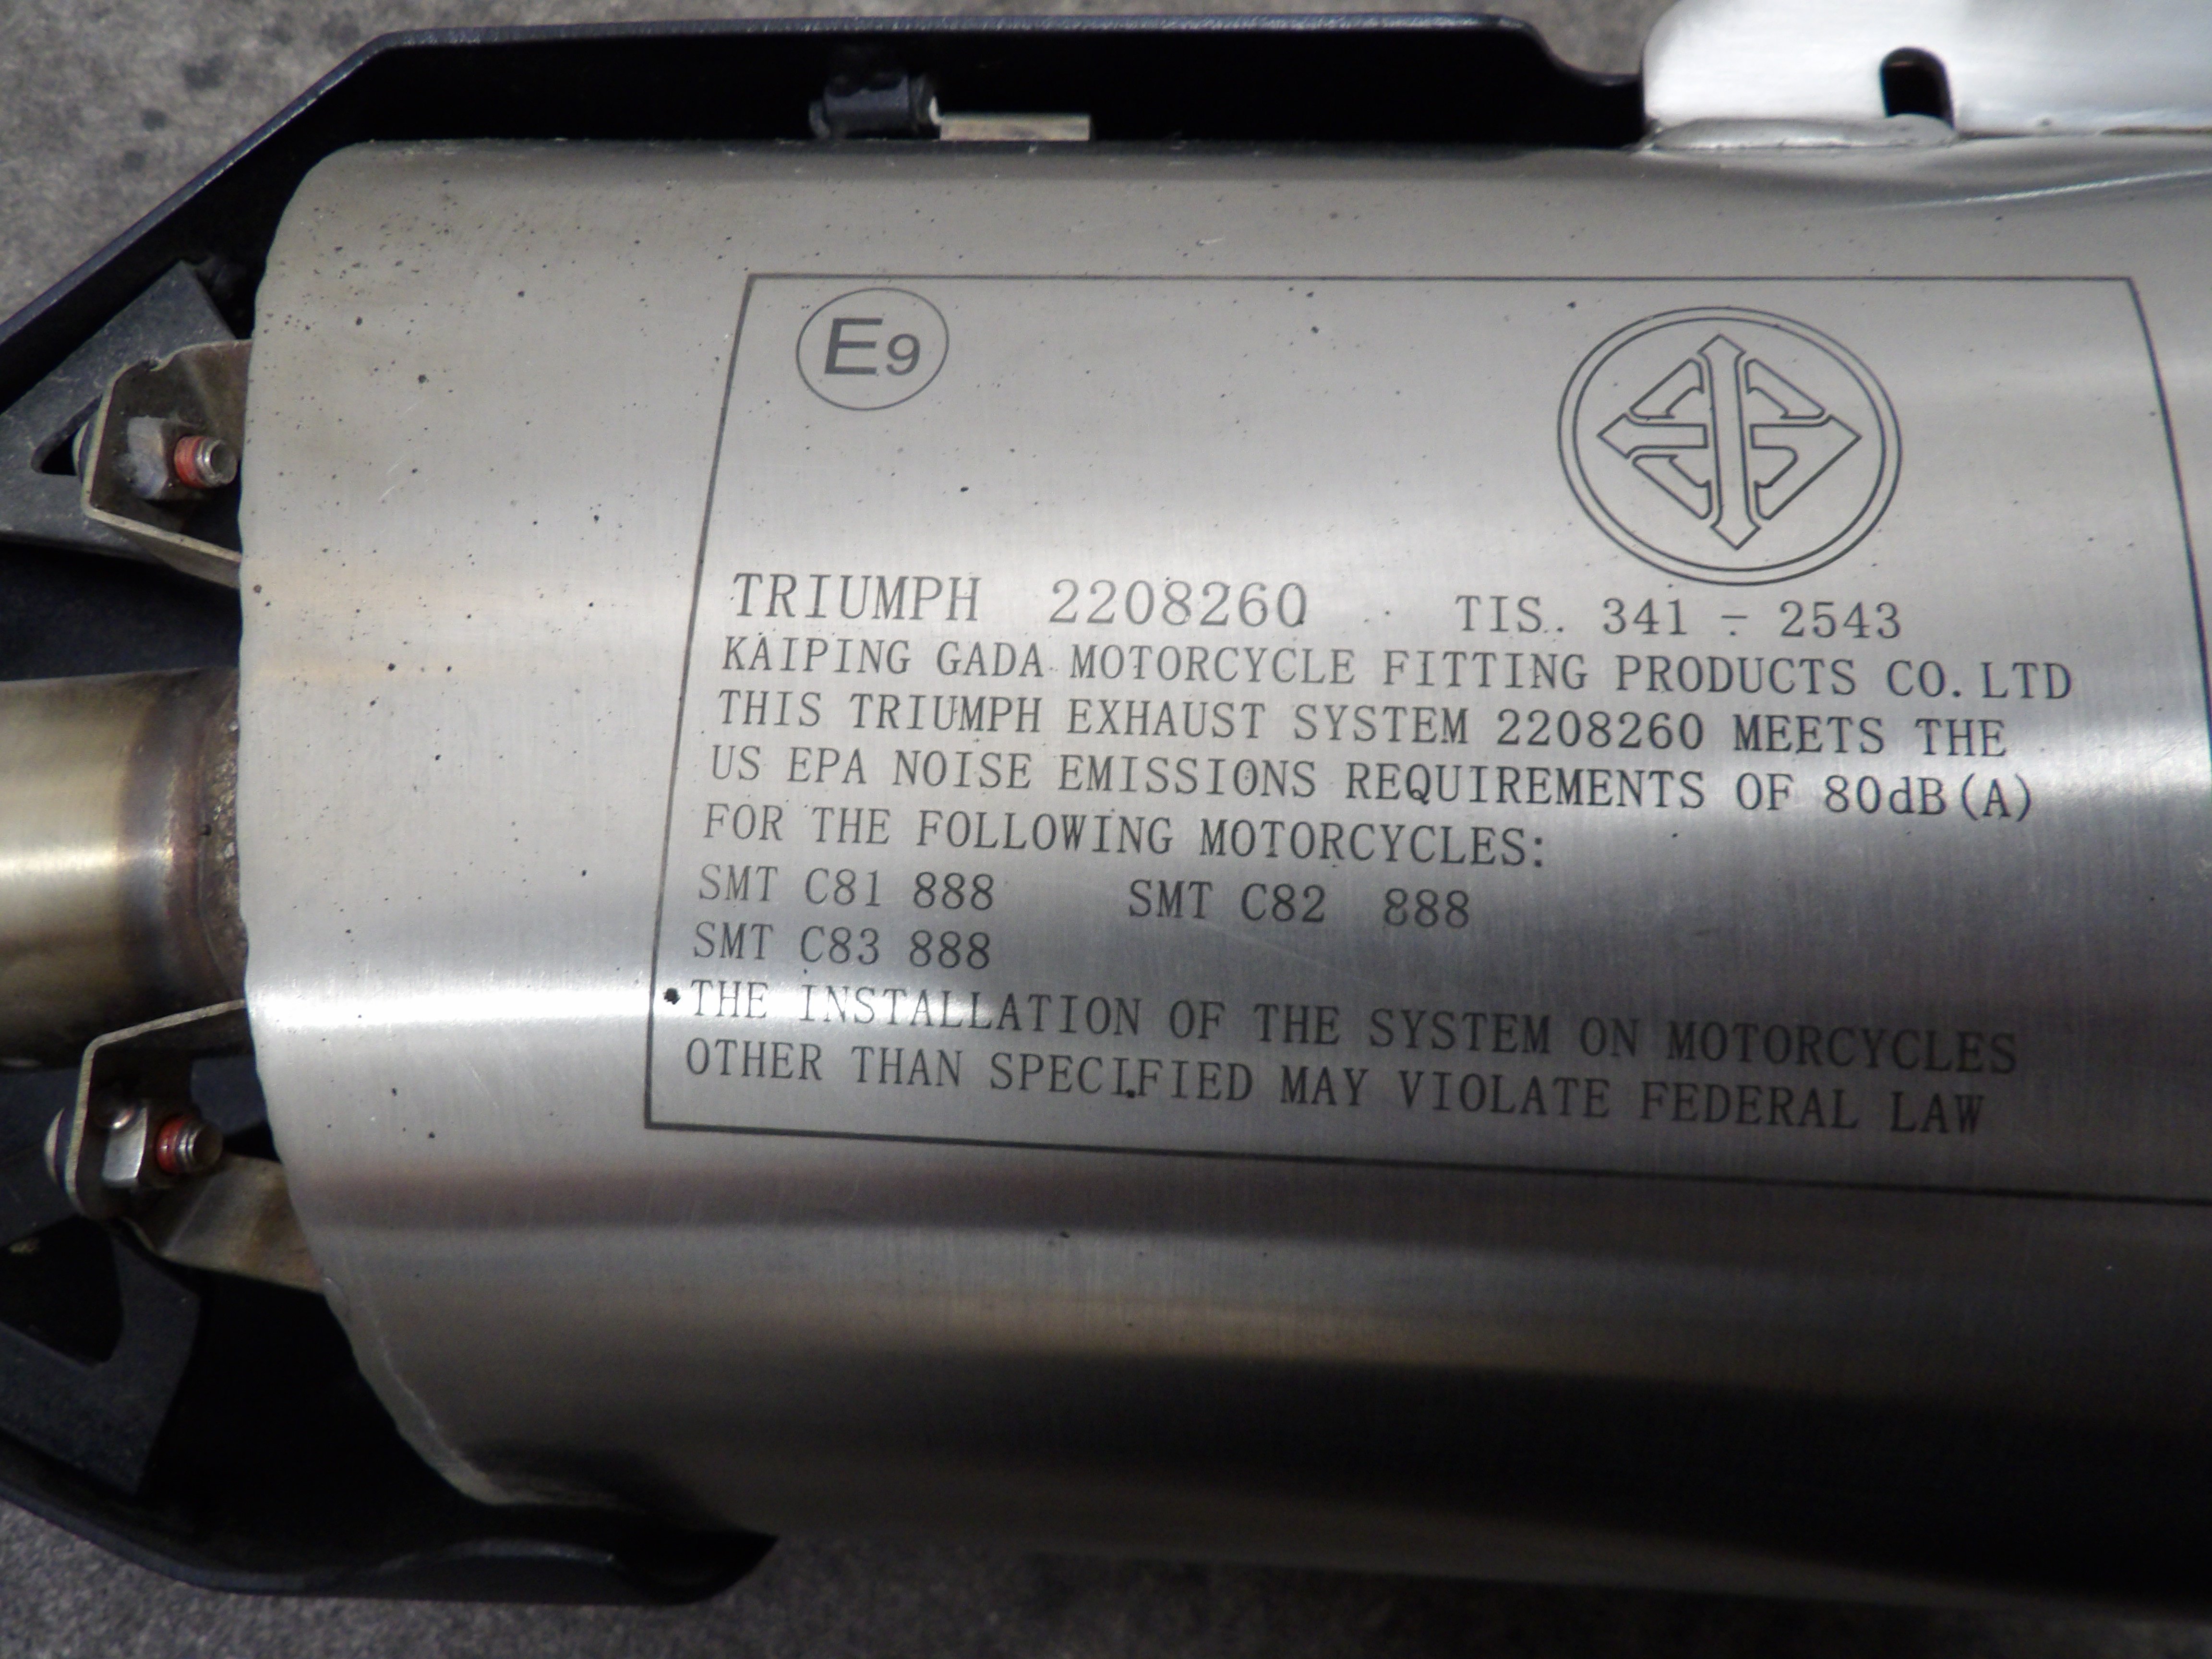 E9
TRIUMPH 2208260 TIS. 341 - 2543
KAIPING GADA MOTORCYCLE FITTING PRODUCTS CO. LTD
THIS TRIUMPH EXHAUST SYSTEM 2208260 MEETS THE
US EPA NOISE EMISSIONS REQUIREMENTS OF 80dB(A)
FOR THE FOLLOWING MOTORCYCLES:
SMT C81 888 SMT C82 888
SMT C83 888
THE INSTALLATION OF THE SYSTEM ON MOTORCYCLES
OTHER THAN SPECIFIED MAY VIOLATE FEDERAL LAW